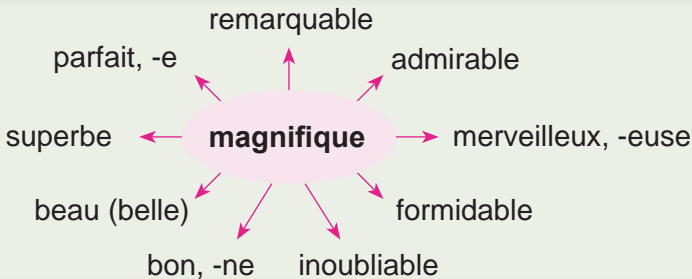 remarquable
parfait, -e
admirable
superbe
magnifique
merveilleux, -euse
beau (belle)
formidable
bon, -ne
inoubliable